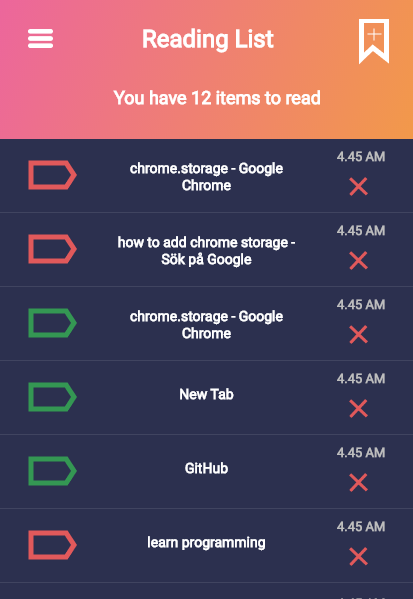 Reading List
You have 12 items to read
4.45 AM
chrome.storage - Google
Chrome
4.45 AM
how to add chrome storage -
Sök på Google
4.45 AM
chrome.storage - Google
Chrome
4.45 AM
New Tab
4.45 AM
GitHub
4.45 AM
learn programming